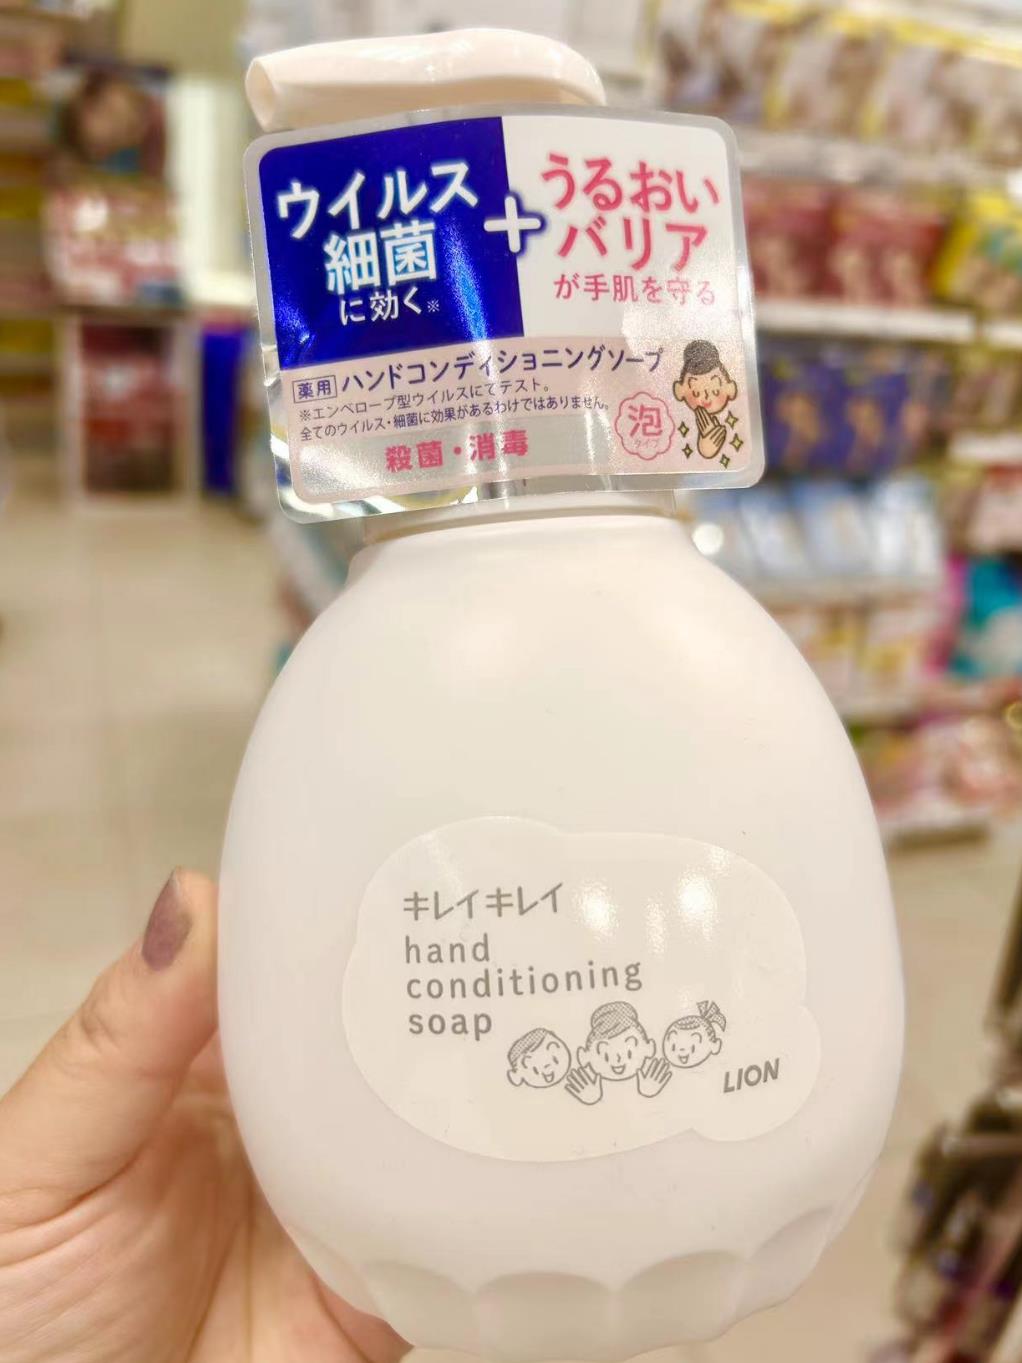 ウイルス
細菌
に効く※
+
うるおい
バリア
が手肌を守る
薬用 ハンドコンディショニングソープ
※エンベロープ型ウイルスにてテスト。
全てのウイルス・細菌に効果があるわけではありません。
殺菌・消毒
泡
タイプ
キレイキレイ
hand
conditioning
soap
LION